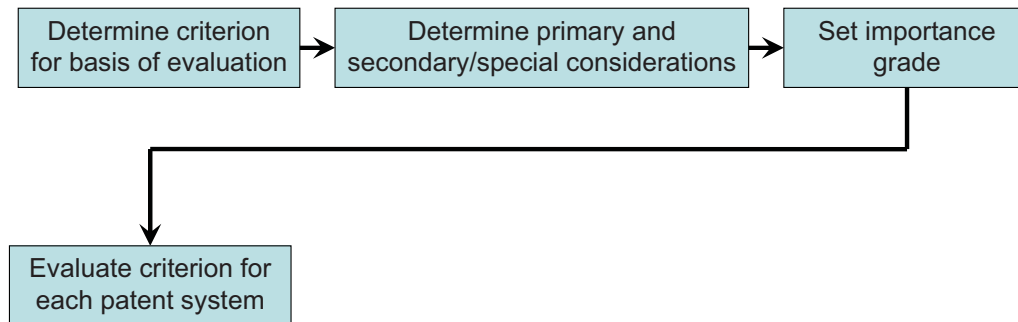 Determine criterion
for basis of evaluation
Determine primary and
secondary/special considerations
Set importance
grade
Evaluate criterion for
each patent system